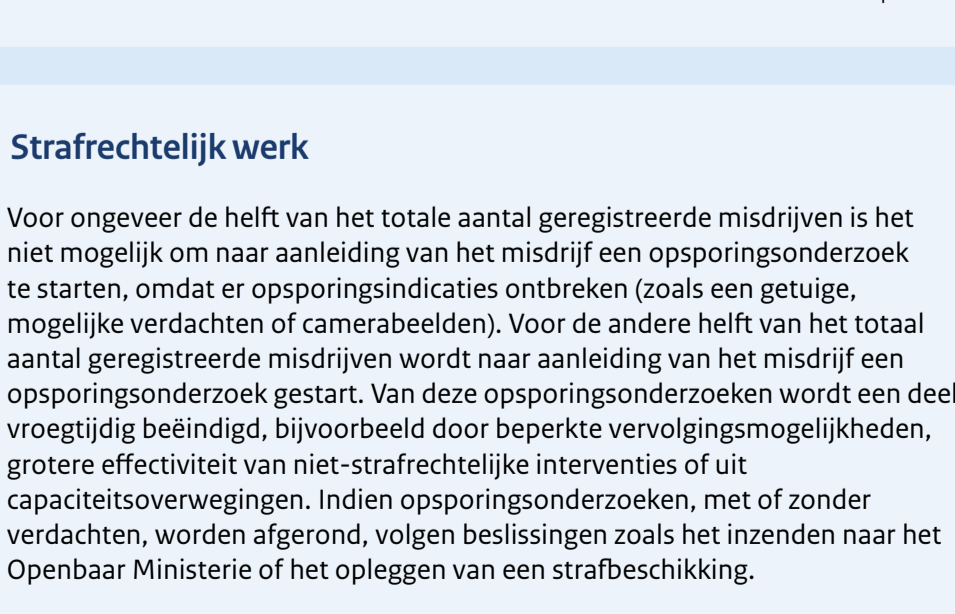 Strafrechtelijk werk
Voor ongeveer de helft van het totale aantal geregistreerde misdrijven is het
niet mogelijk om naar aanleiding van het misdrijf een opsporingsonderzoek
te starten, omdat er opsporingsindicaties ontbreken (zoals een getuige,
mogelijke verdachten of camerabeelden). Voor de andere helft van het totaal
aantal geregistreerde misdrijven wordt naar aanleiding van het misdrijf een
opsporingsonderzoek gestart. Van deze opsporingsonderzoeken wordt een deel
vroegtijdig beëindigd, bijvoorbeeld door beperkte vervolgingsmogelijkheden,
grotere effectiviteit van niet-strafrechtelijke interventies of uit
capaciteitsoverwegingen. Indien opsporingsonderzoeken, met of zonder
verdachten, worden afgerond, volgen beslissingen zoals het inzenden naar het
Openbaar Ministerie of het opleggen van een strafbeschikking.